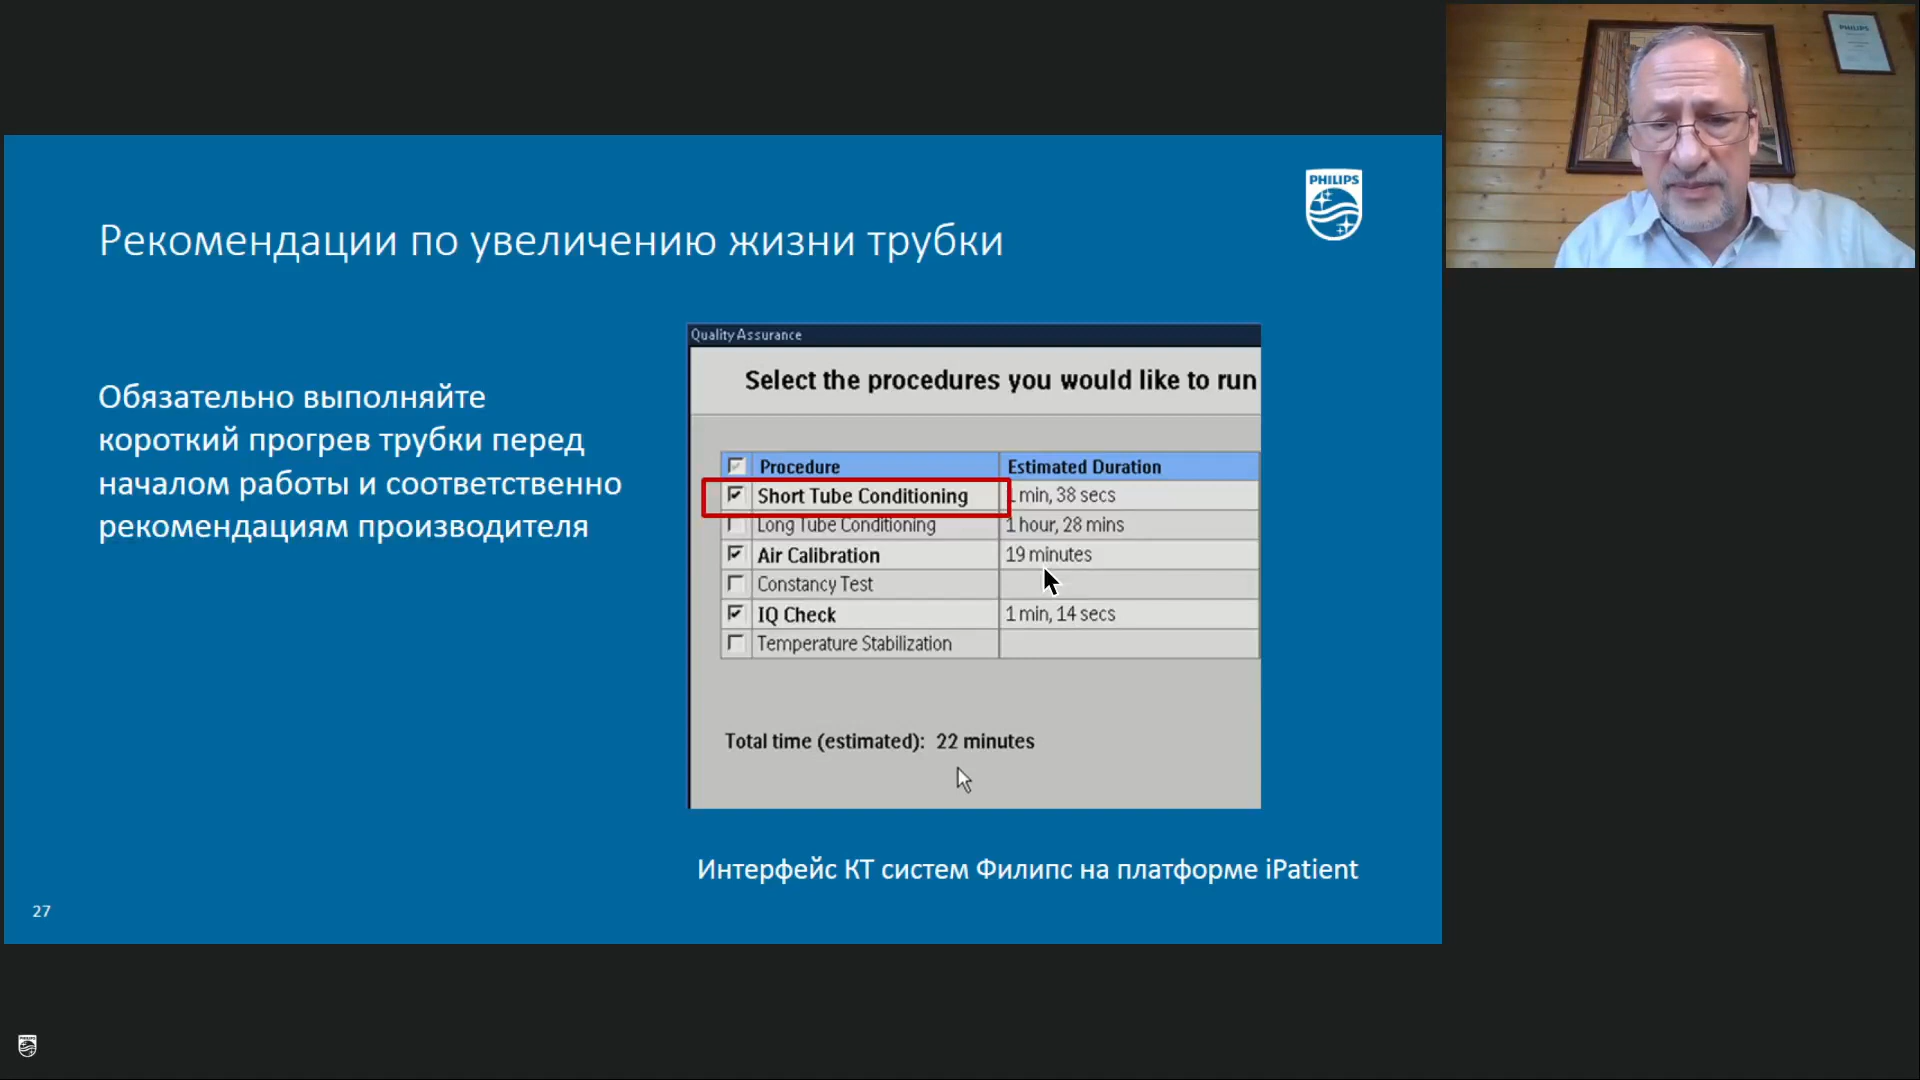 PHILIPS
PHILIPS
Рекомендации по увеличению жизни трубки
Обязательно выполняйте
короткий прогрев трубки перед
началом работы и соответственно
рекомендациям производителя
Quality Assurance
Select the procedures you would like to run
Procedure Estimated Duration
Short Tube Conditioning 1 min, 38 secs
Long Tube Conditioning 1 hour, 28 mins
Air Calibration 19 minutes
Constancy Test
IQ Check 1 min, 14 secs
Temperature Stabilization
Total time (estimated): 22 minutes
Интерфейс КТ систем Филипс на платформе iPatient
27